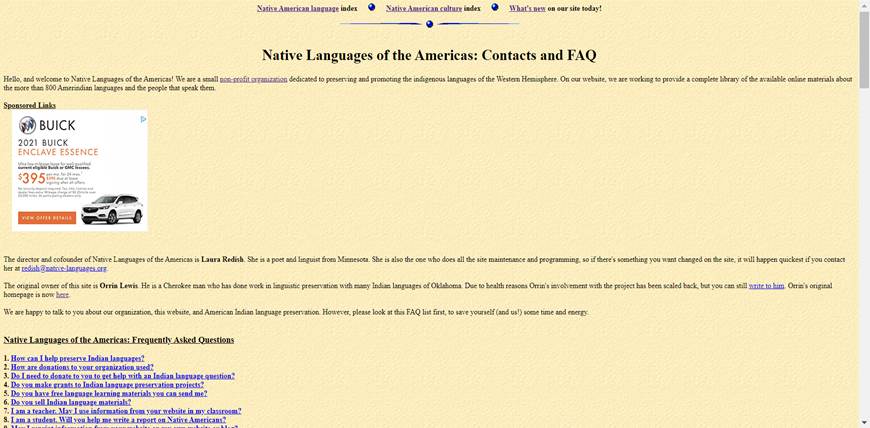 Native American language index Native American culture index What's new on our site today!
Native Languages of the Americas: Contacts and FAQ
Hello, and welcome to Native Languages of the Americas! We are a small non-profit organization dedicated to preserving and promoting the indigenous languages of the Western Hemisphere. On our website, we are working to provide a complete library of the available online materials about
the more than 800 Amerindian languages and the people that speak them.
Sponsored Links
BUICK
2021 BUICK
ENCLAVE ESSENCE
Ultra low-mileage lease for well-qualified
current eligible Buick or GMC lessees.
$395
VIEW OFFER DETAILS
The director and cofounder of Native Languages of the Americas is Laura Redish. She is a poet and linguist from Minnesota. She is also the one who does all the site maintenance and programming, so if there's something you want changed on the site, it will happen quickest if you contact
her at redish@native-languages.org.
The original owner of this site is Orrin Lewis. He is a Cherokee man who has done work in linguistic preservation with many Indian languages of Oklahoma. Due to health reasons Orrin's involvement with the project has been scaled back, but you can still write to him. Orrin's original
homepage is now here.
We are happy to talk to you about our organization, this website, and American Indian language preservation. However, please look at this FAQ list first, to save yourself (and us!) some time and energy.
Native Languages of the Americas: Frequently Asked Questions
1. How can I help preserve Indian languages?
2. How are donations to your organization used?
3. Do I need to donate to you to get help with an Indian language question?
4. Do you make grants to Indian language preservation projects?
5. Do you have free language learning materials you can send me?
6. Do you sell Indian language materials?
7. I am a teacher. May I use information from your website in my classroom?
8. I am a student. Will you help me write a report on Native Americans?